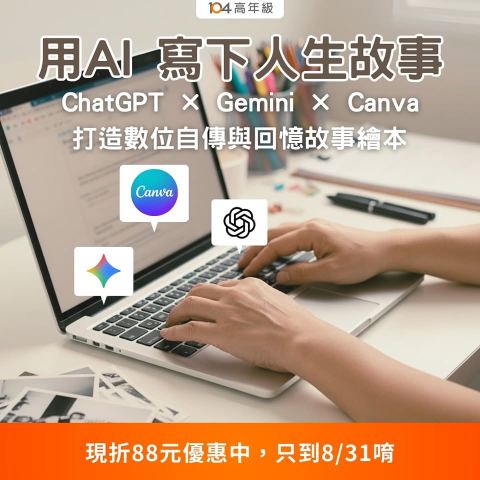 104高年級
用AI 寫下人生故事
ChatGPT × Gemini × Canva
打造數位自傳與回憶故事繪本
Canva
現折88元優惠中，只到8/31唷